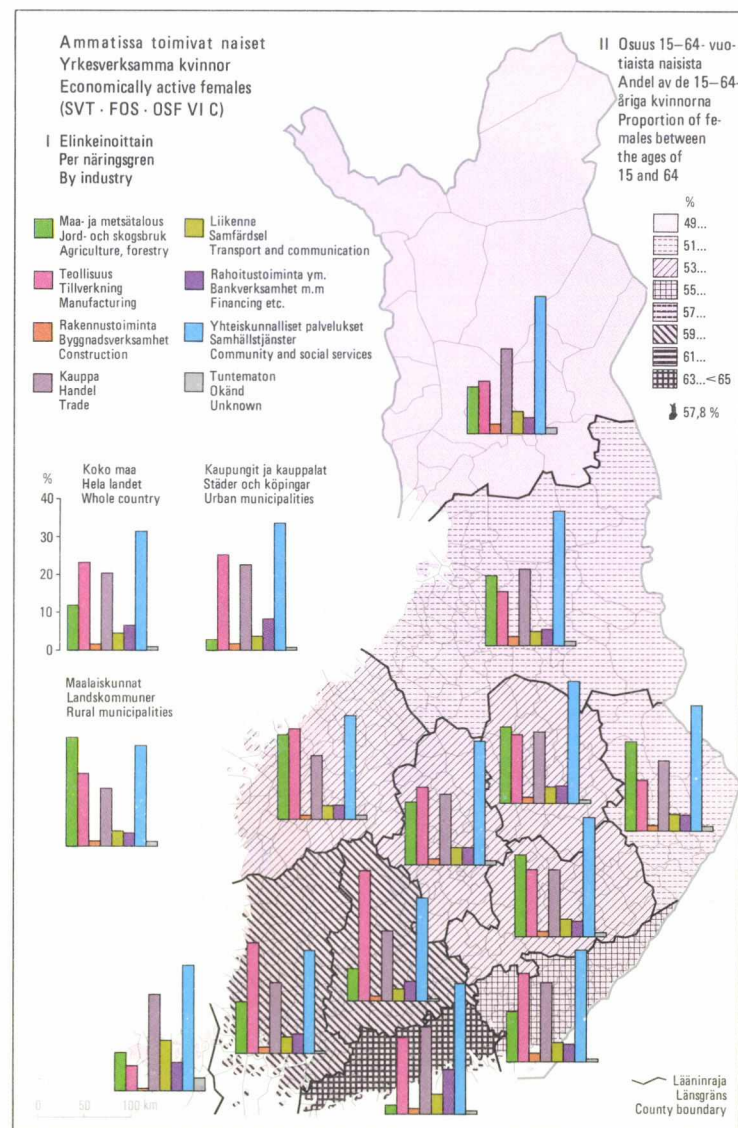 Ammatissa toimivat naiset
Yrkesverksamma kvinnor
Economically active females
(SVT · FOS · OSF VI C)
I Elinkeinoittain
Per näringsgren
By industry
Maa- ja metsätalous
Jord- och skogsbruk
Agriculture, forestry
Teollisuus
Tillverkning
Manufacturing
Rakennustoiminta
Byggnadsverksamhet
Construction
Kauppa
Handel
Trade
Liikenne
Samfärdsel
Transport and communication
Rahoitustoiminta ym.
Bankverksamhet m.m
Financing etc.
Yhteiskunnalliset palvelukset
Samhällstjänster
Community and social services
Tuntematon
Okänd
Unknown
II Osuus 15–64- vuo-
tiaista naisista
Andel av de 15–64-
åriga kvinnorna
Proportion of fe-
males between
the ages of
15 and 64
%
49...
51...
53...
55...
57...
59...
61...
63...<65
57,8 %
Koko maa
Hela landet
Whole country
Kaupungit ja kauppalat
Städer och köpingar
Urban municipalities
%
40
30
20
10
0
Maalaiskunnat
Landskommuner
Rural municipalities
0 50 100 km
Lääninraja
Länsgräns
County boundary